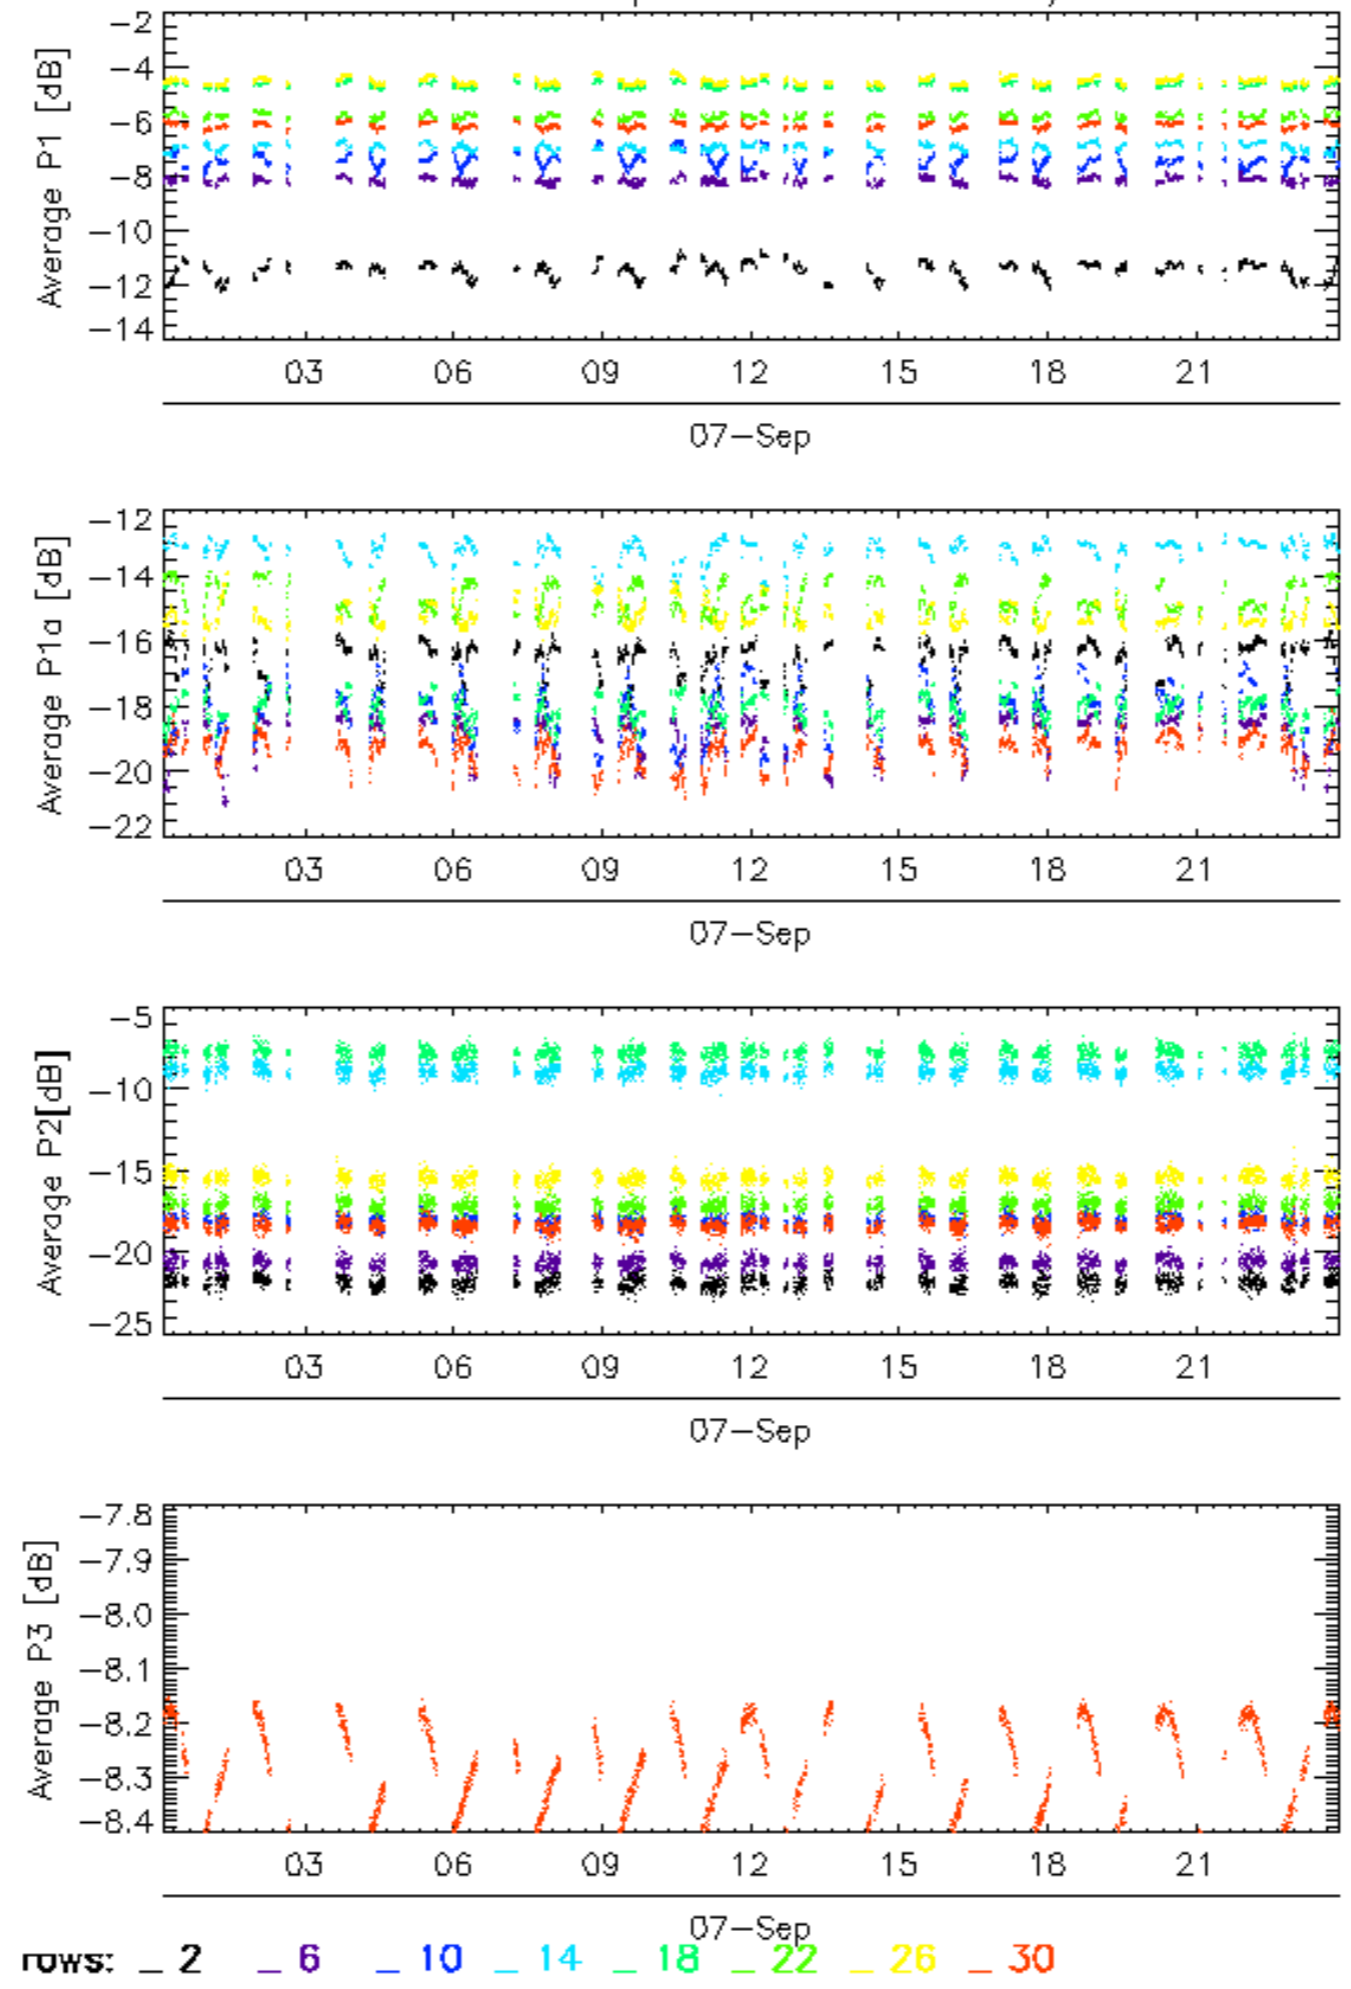 -2
-4
-6
-8
-10
-12
-14
Average P1 [dB]
03 06 09 12 15 18 21
07-Sep
-12
-14
-16
-18
-20
-22
Average P1a [dB]
03 06 09 12 15 18 21
07-Sep
-5
-10
-15
-20
-25
Average P2[dB]
03 06 09 12 15 18 21
07-Sep
-7.8
-7.9
-8.0
-8.1
-8.2
-8.3
-8.4
Average P3 [dB]
03 06 09 12 15 18 21
07-Sep
rows: _ 2 _ 6 _ 10 _ 14 _ 18 _ 22 _ 26 _ 30